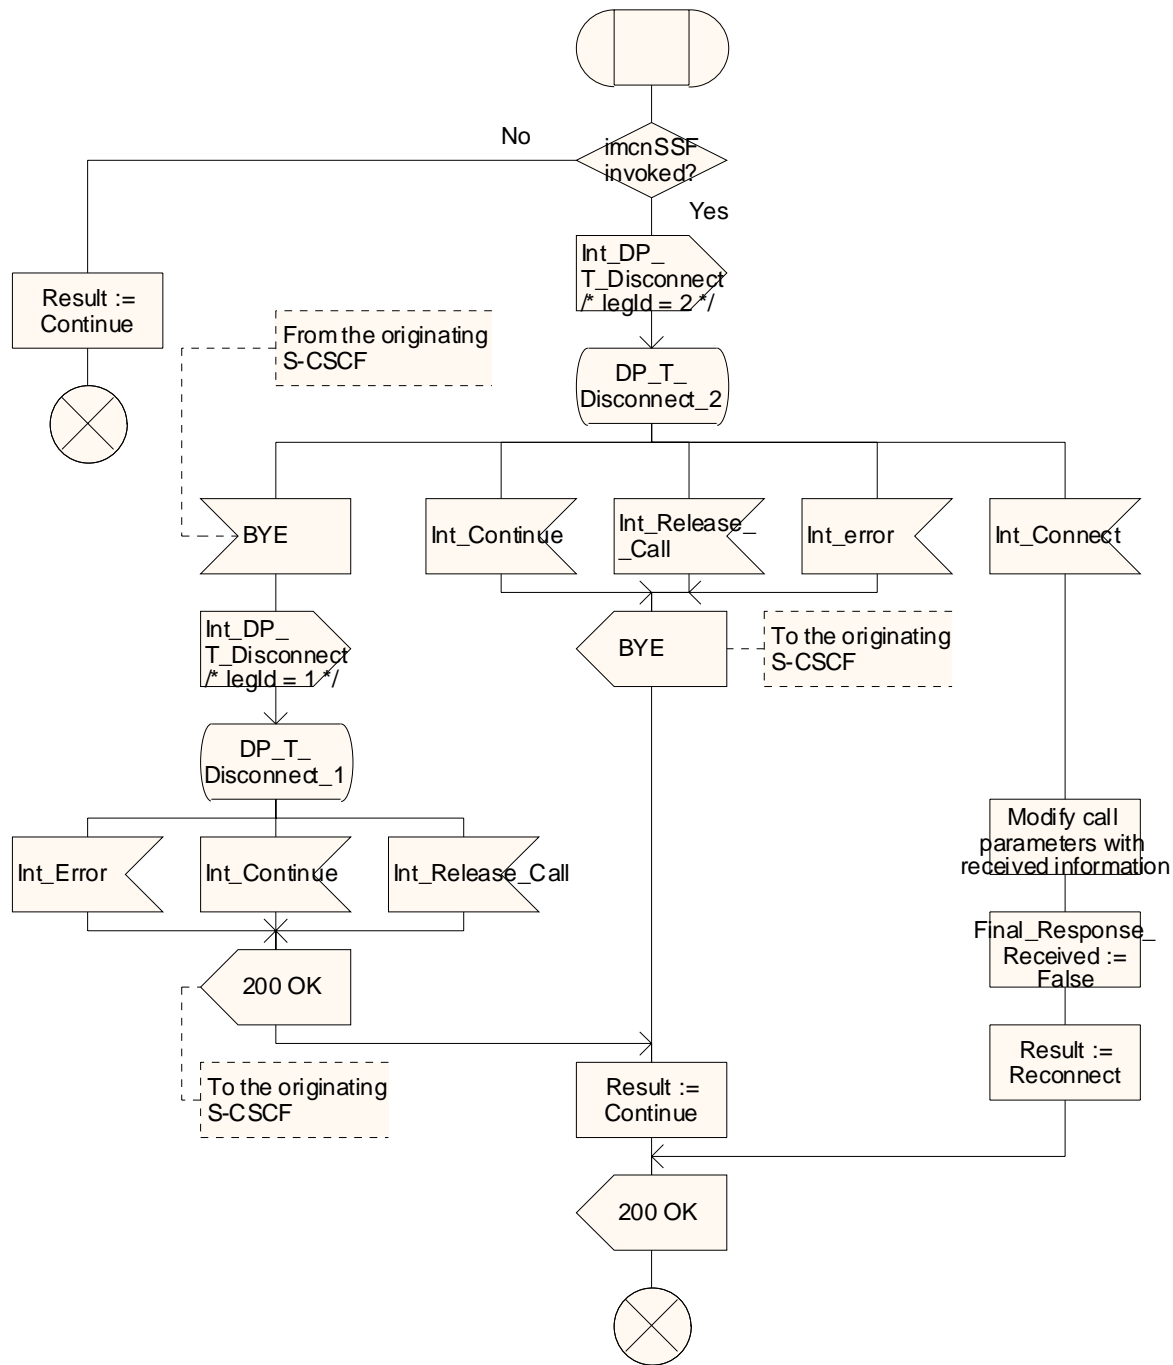 No
imcnSSF
invoked?
Yes
Int_DP_
T_Disconnect
/* legId = 2 */
Result :=
Continue
From the originating
S-CSCF
DP_T_
Disconnect_2
BYE
Int_Continue
Int_Release_
_Call
Int_error
Int_Connect
Int_DP_
T_Disconnect
/* legId = 1 */
BYE
To the originating
S-CSCF
DP_T_
Disconnect_1
Int_Error
Int_Continue
Int_Release_Call
Modify call
parameters with
received information
Final_Response_
Received :=
False
200 OK
Result :=
Reconnect
To the originating
S-CSCF
Result :=
Continue
200 OK